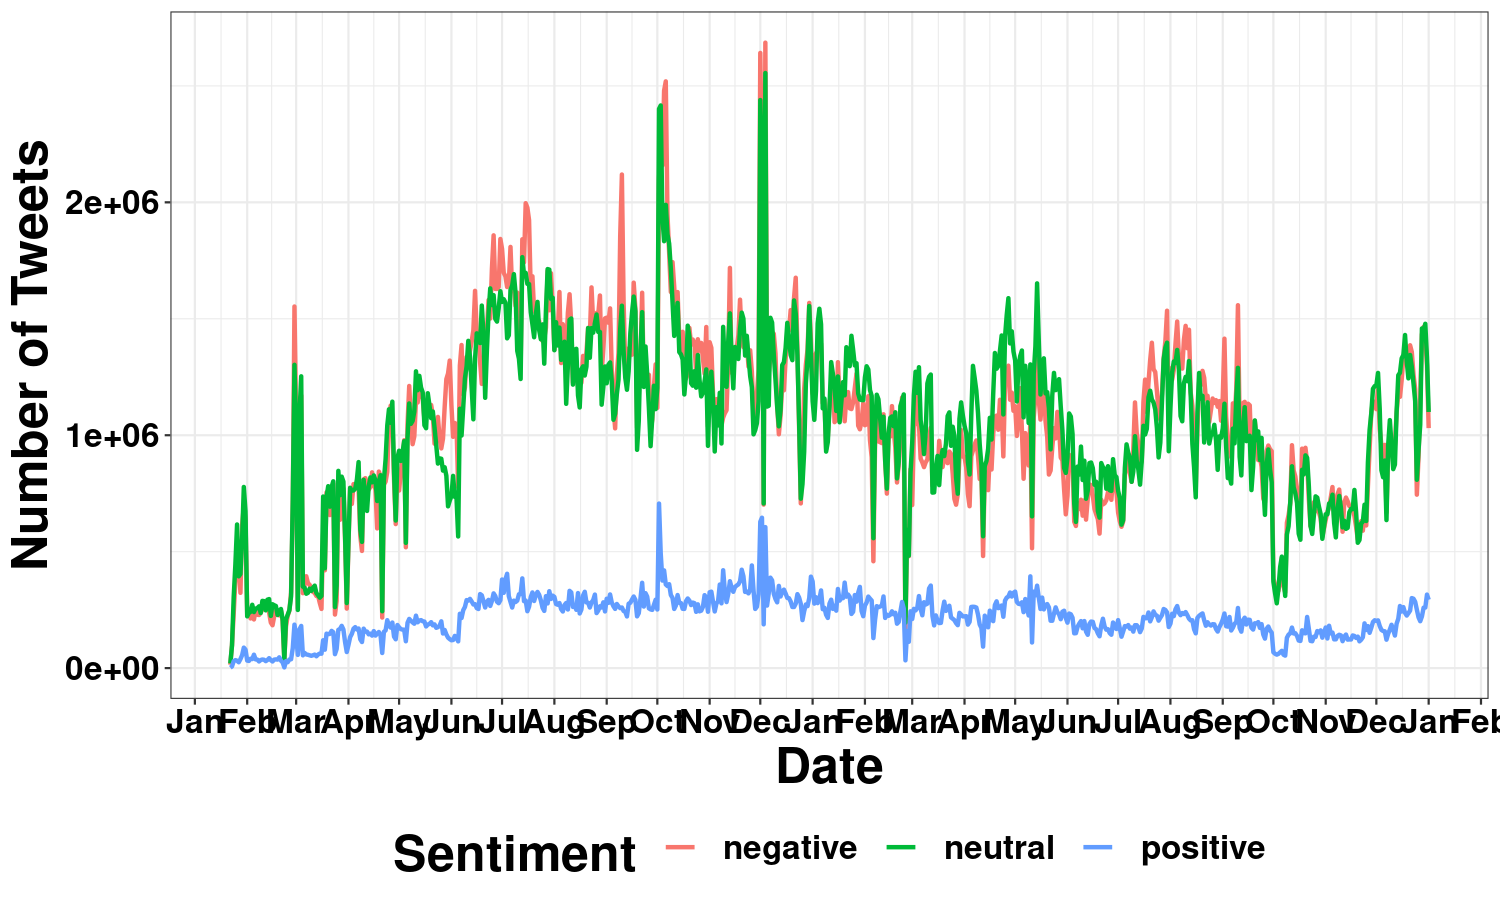 Number of Tweets
2e+06
1e+06
0e+00
Jan Feb Mar Apr May Jun Jul Aug Sep Oct Nov Dec Jan Feb Mar Apr May Jun Jul Aug Sep Oct Nov Dec Jan Feb
Date
Sentiment negative neutral positive